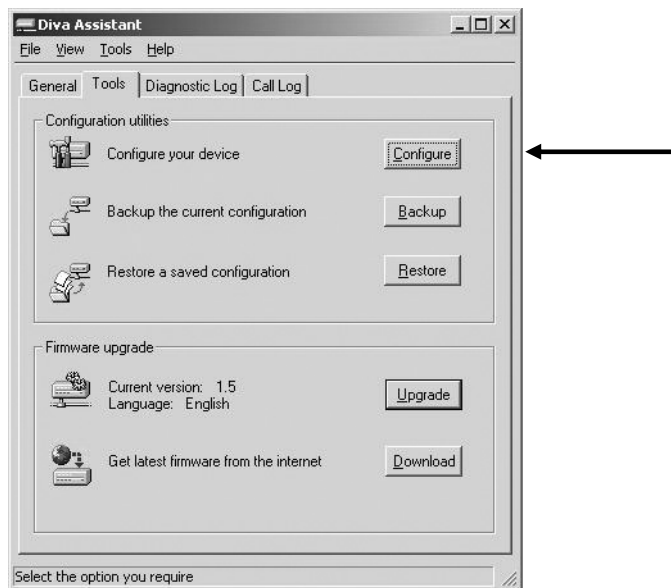 Diva Assistant
File View Tools Help
General Tools Diagnostic Log Call Log
Configuration utilities
Configure your device Configure
Backup the current configuration Backup
Restore a saved configuration Restore
Firmware upgrade
Current version: 1.5
Language: English
Upgrade
Get latest firmware from the internet Download
Select the option you require